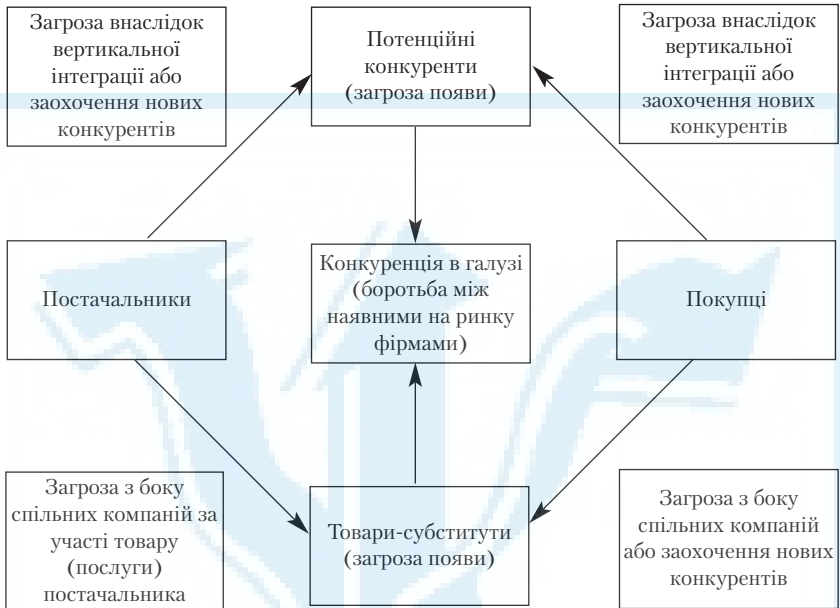 Загроза внаслідок
вертикальної
інтеграції або
заохочення нових
конкурентів
Потенційні
конкуренти
(загроза появи)
Загроза внаслідок
вертикальної
інтеграції або
заохочення нових
конкурентів
Постачальники
Конкуренція в галузі
(боротьба між
наявними на ринку
фірмами)
Покупці
Загроза з боку
спільних компаній за
участі товару
(послуги)
постачальника
Товари-субститути
(загроза появи)
Загроза з боку
спільних компаній
або заохочення нових
конкурентів